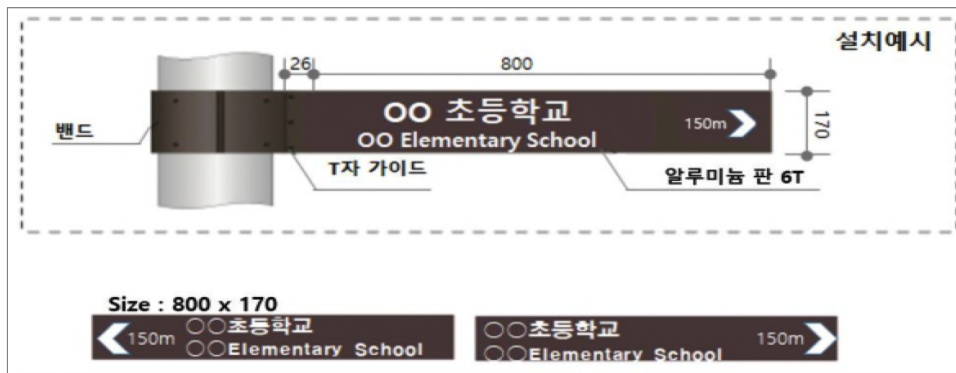 설치예시
26
800
밴드
OO 초등학교
OO Elementary School
150m
170
T자 가이드
알루미늄 판 6T
Size : 800 x 170
150m
○○초등학교
○○Elementary School
○○초등학교
○○Elementary School
150m